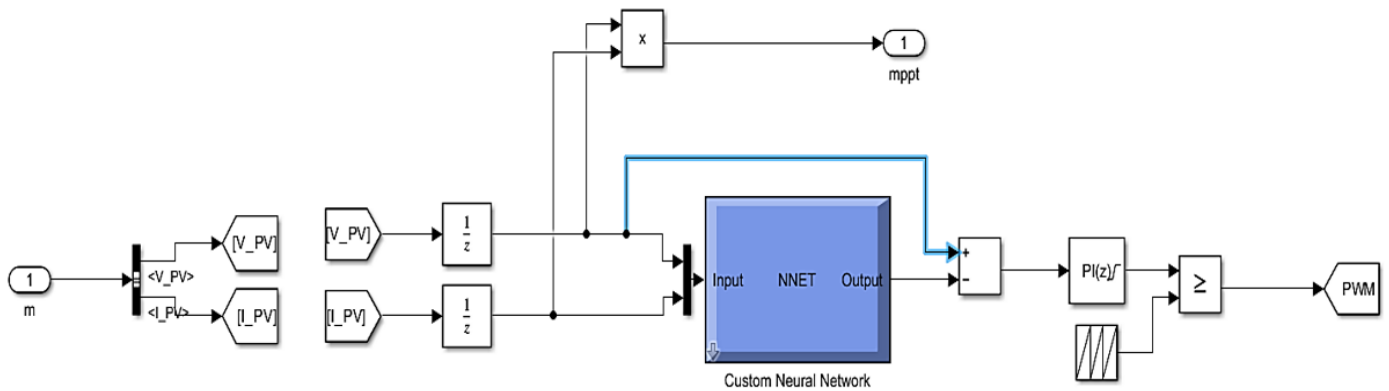 x
1
mppt
[V_PV]
[V_PV]
1
z
+
1
<V_PV>
Input
NNET
Output
−
PI(z)
≥
PWM
m
<I_PV>
[I_PV]
[I_PV]
1
z
Custom Neural Network